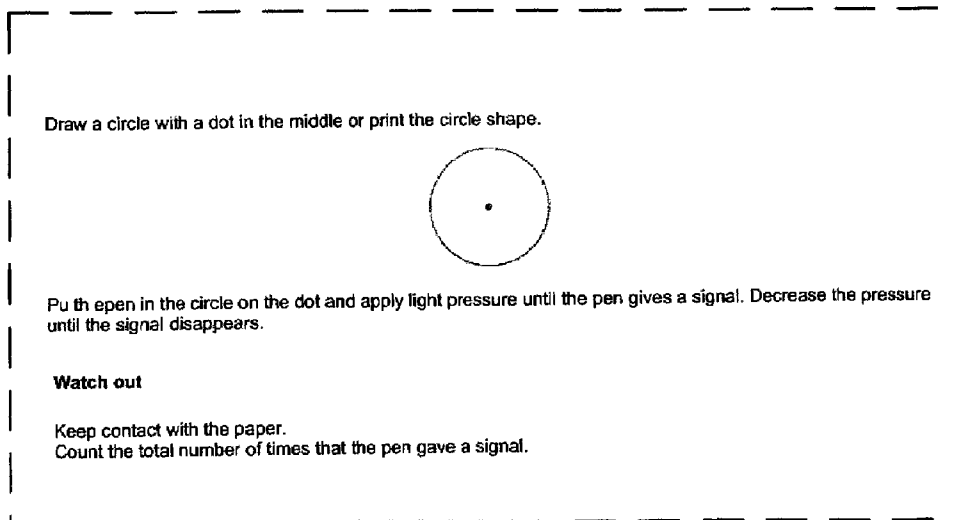 Draw a circle with a dot in the middle or print the circle shape.
Pu th epen in the circle on the dot and apply light pressure until the pen gives a signal. Decrease the pressure
until the signal disappears.
Watch out
Keep contact with the paper.
Count the total number of times that the pen gave a signal.